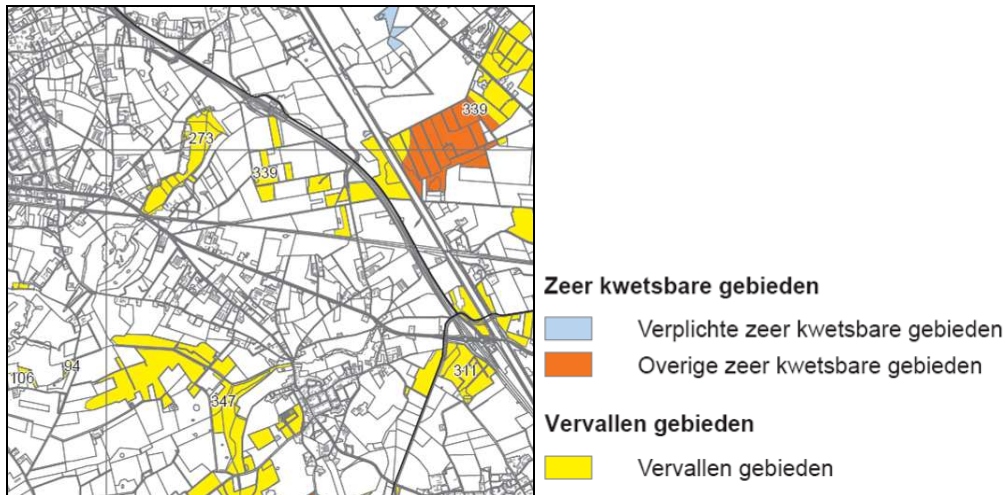 339
273
339
94
106
311
347
Zeer kwetsbare gebieden
Verplichte zeer kwetsbare gebieden
Overige zeer kwetsbare gebieden
Vervallen gebieden
Vervallen gebieden